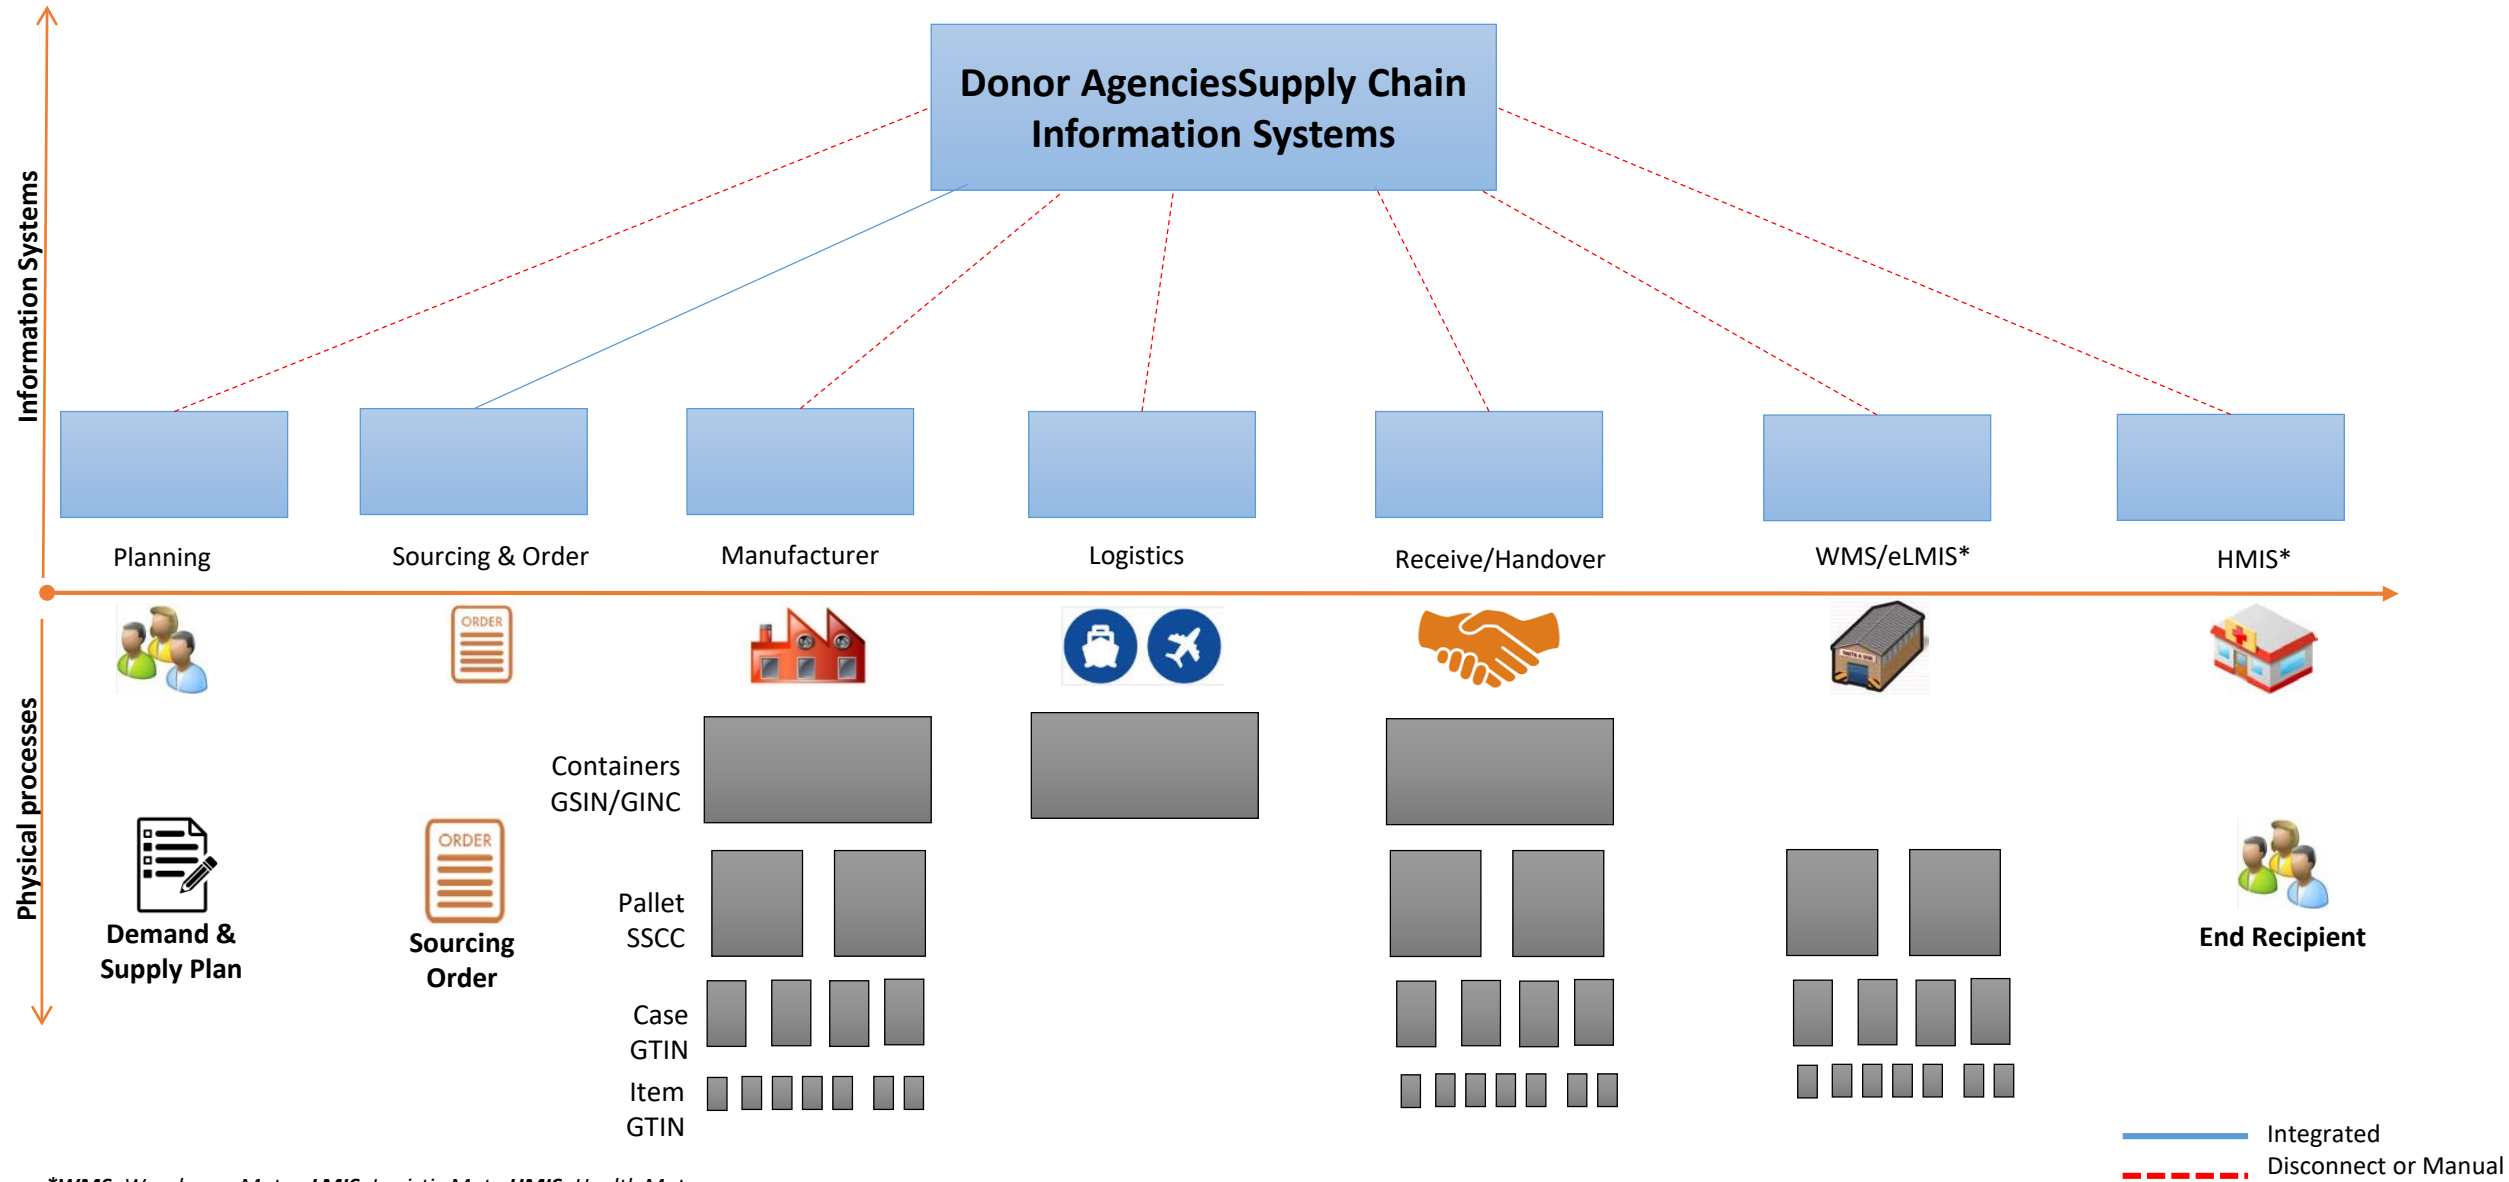 Donor AgenciesSupply Chain
Information Systems
Information Systems
Planning
Sourcing & Order
Manufacturer
Logistics
Receive/Handover
WMS/eLMIS*
HMIS*
ORDER
Physical processes
Containers
GSIN/GINC
ORDER
Demand &
Supply Plan
Sourcing
Order
Pallet
SSCC
End Recipient
Case
GTIN
Item
GTIN
Integrated
Disconnect or Manual